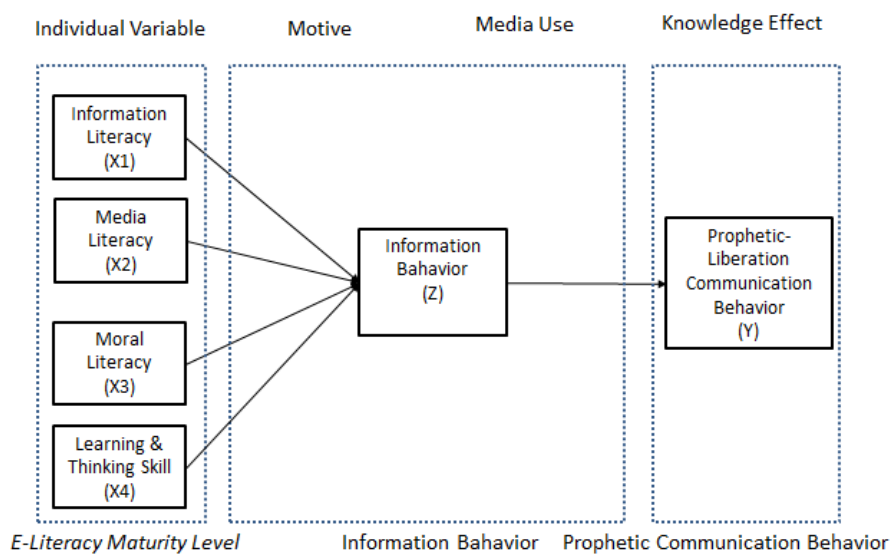 Individual Variable
Motive
Media Use
Knowledge Effect
Information
Literacy
(X1)
Media
Literacy
(X2)
Moral
Literacy
(X3)
Learning &
Thinking Skill
(X4)
Information
Bahavior
(Z)
Prophetic-
Liberation
Communication
Behavior
(Y)
E-Literacy Maturity Level
Information Bahavior
Prophetic Communication Behavior